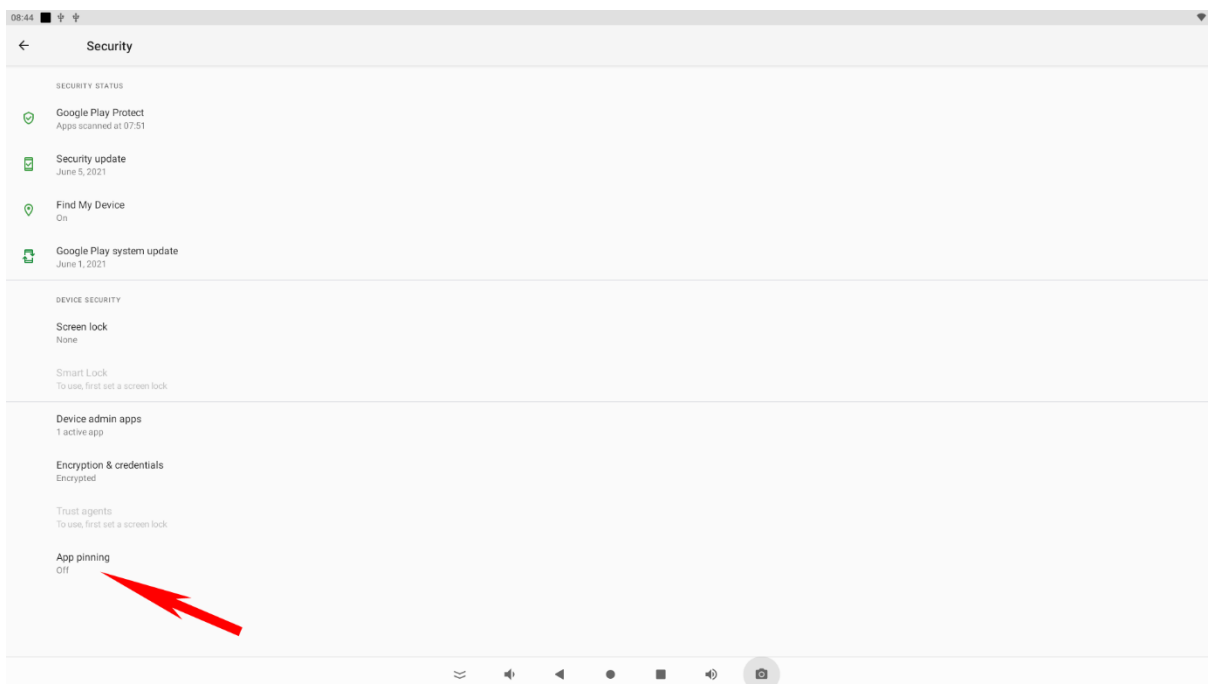 08:44
Security
SECURITY STATUS
Google Play Protect
Apps scanned at 07:51
Security update
June 5, 2021
Find My Device
On
Google Play system update
June 1, 2021
DEVICE SECURITY
Screen lock
None
Smart Lock
To use, first set a screen lock
Device admin apps
1 active app
Encryption & credentials
Encrypted
Trust agents
To use, first set a screen lock
App pinning
Off